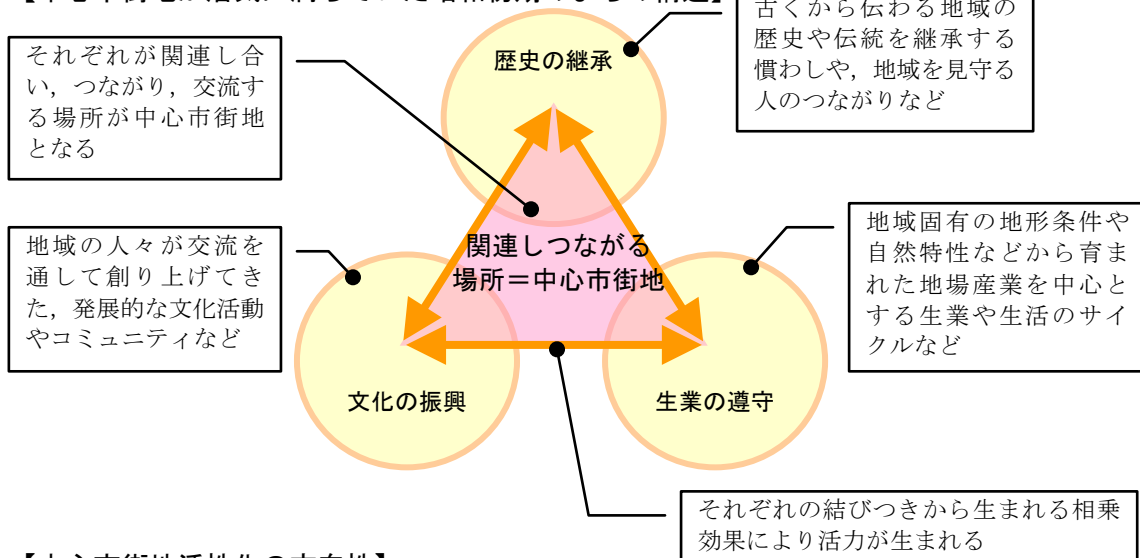 古くから伝わる地域の
歴史や伝統を継承する
慣わしや，地域を見守る
人のつながりなど
それぞれが関連し合
い，つながり，交流す
る場所が中心市街地
となる
歴史の継承
地域の人々が交流を
通して創り上げてき
た，発展的な文化活動
やコミュニティなど
関連しつながる
場所＝中心市街地
地域固有の地形条件や
自然特性などから育ま
れた地場産業を中心と
する生業や生活のサイ
クルなど
文化の振興
生業の遵守
それぞれの結びつきから生まれる相乗
効果により活力が生まれる